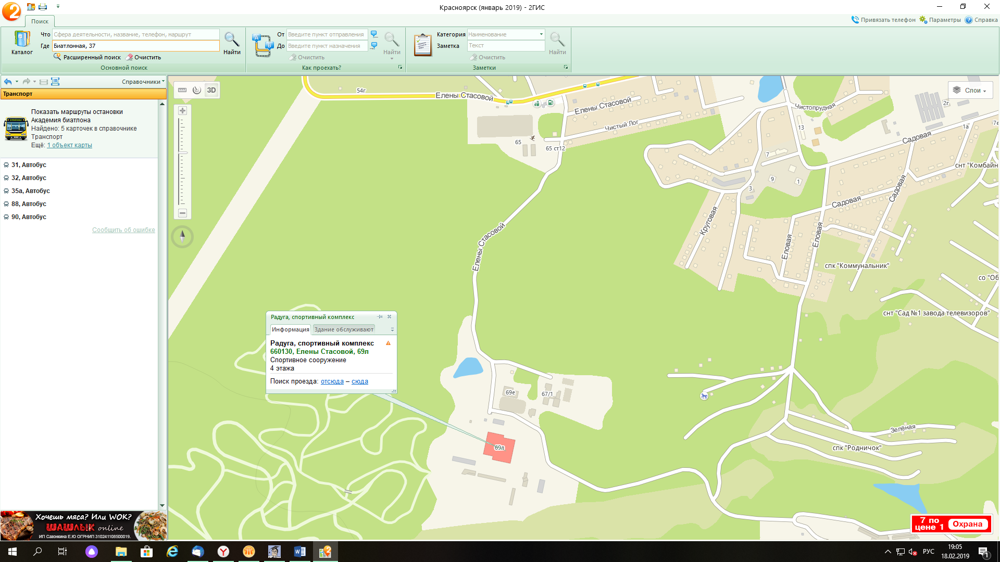 Красноярск (январь 2019) - 2ГИС
Поиск
Привязать телефон
Параметры
Справка
Каталог
Что
Сфера деятельности, название, телефон, маршрут
Где
Биатлонная, 37
Расширенный поиск
Очистить
Найти
Основной поиск
От
Введите пункт отправления
До
Введите пункт назначения
Очистить
Найти
Как проехать?
Категория
Наименование
Заметка
Текст
Очистить
Найти
Заметки
Справочники
Транспорт
Показать маршруты остановки
Академия биатлона
Найдено: 5 карточек в справочнике
Транспорт
Ещё: 1 объект карты
31, Автобус
32, Автобус
35а, Автобус
88, Автобус
90, Автобус
Сообщить об ошибке
Хочешь мяса? Или WOK?
ШАШЛЫК online
ИП Сазонкина Е.Ю ОГРНИП 310241108500019.
3D
Слои
54г
Елены Стасовой
Елены Стасовой
Чистый Лог
65
65 ст12
Чистопрудная
2г
13
1а
7е
Садовая
7
9
1
3
снт "Комбайн
Садовая
Садовая
Круговая
Еловая
Еловая
Елены Стасовой
Елены Стасовой
спк "Коммунальник"
со "Об
снт "Сад №1 завода телевизоров"
Радуга, спортивный комплекс
Информация
Здание обслуживают
Радуга, спортивный комплекс
660130, Елены Стасовой, 69л
Спортивное сооружение
4 этажа
Поиск проезда: отсюда – сюда
69е
67/1
69л
Зелёная
спк "Родничок"
7 по
цене 1
Охрана
РУС
19:05
18.02.2019
1